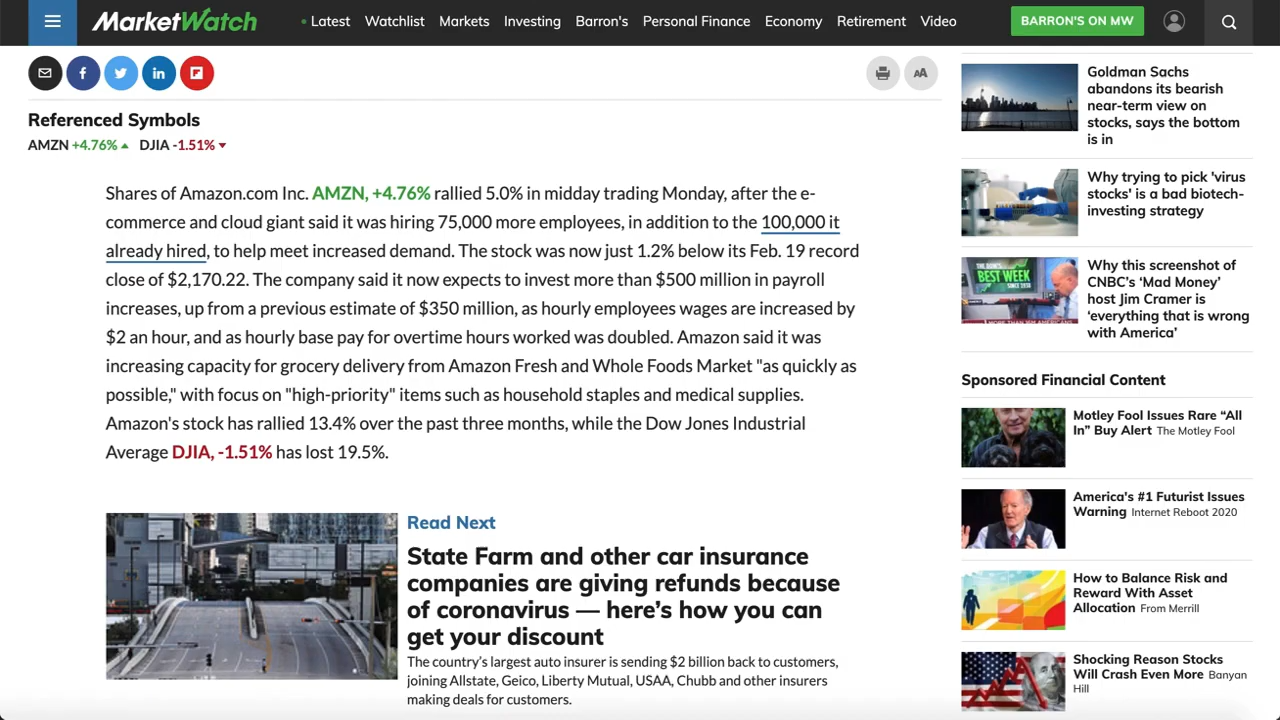 MarketWatch
• Latest Watchlist Markets Investing Barron's Personal Finance Economy Retirement Video
BARRON'S ON MW
f
in
AA
Referenced Symbols
AMZN +4.76% ▲ DJIA -1.51% ▼
Shares of Amazon.com Inc. AMZN, +4.76% rallied 5.0% in midday trading Monday, after the e-
commerce and cloud giant said it was hiring 75,000 more employees, in addition to the 100,000 it
already hired, to help meet increased demand. The stock was now just 1.2% below its Feb. 19 record
close of $2,170.22. The company said it now expects to invest more than $500 million in payroll
increases, up from a previous estimate of $350 million, as hourly employees wages are increased by
$2 an hour, and as hourly base pay for overtime hours worked was doubled. Amazon said it was
increasing capacity for grocery delivery from Amazon Fresh and Whole Foods Market "as quickly as
possible," with focus on "high-priority" items such as household staples and medical supplies.
Amazon's stock has rallied 13.4% over the past three months, while the Dow Jones Industrial
Average DJIA, -1.51% has lost 19.5%.
Read Next
State Farm and other car insurance
companies are giving refunds because
of coronavirus — here's how you can
get your discount
The country's largest auto insurer is sending $2 billion back to customers,
joining Allstate, Geico, Liberty Mutual, USAA, Chubb and other insurers
making deals for customers.
Goldman Sachs
abandons its bearish
near-term view on
stocks, says the bottom
is in
Why trying to pick 'virus
stocks' is a bad biotech-
investing strategy
BEST WEEK
SINCE 1938
Why this screenshot of
CNBC's 'Mad Money'
host Jim Cramer is
'everything that is wrong
with America'
Sponsored Financial Content
Motley Fool Issues Rare “All
In” Buy Alert The Motley Fool
America's #1 Futurist Issues
Warning Internet Reboot 2020
How to Balance Risk and
Reward With Asset
Allocation From Merrill
Shocking Reason Stocks
Will Crash Even More Banyan
Hill